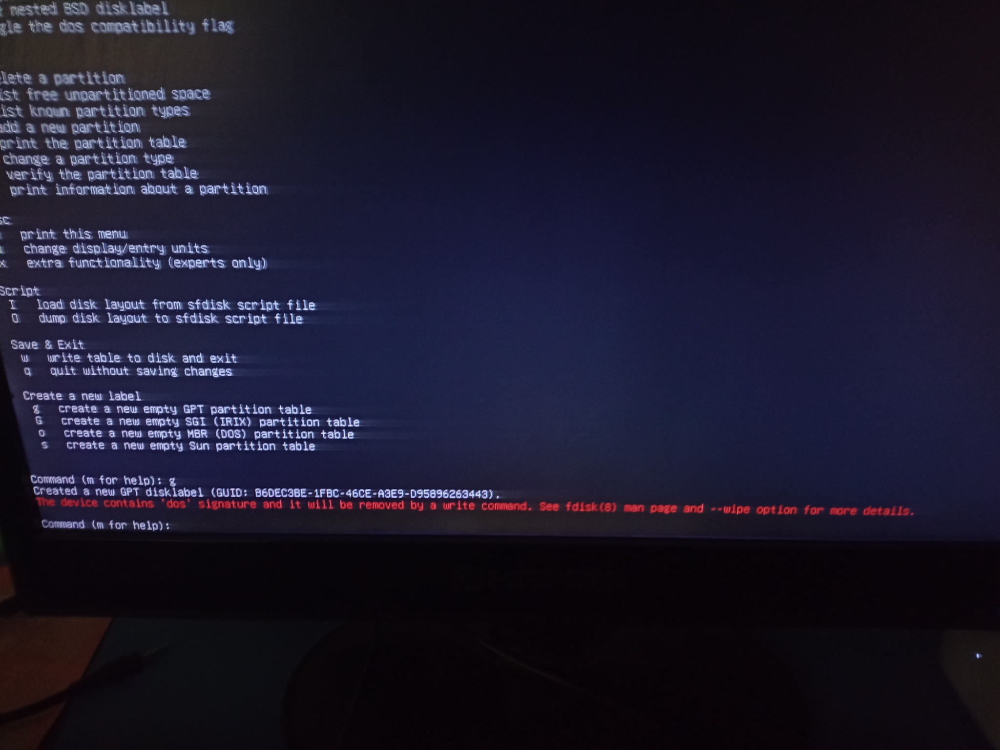 nested BSD disklabel
the dos compatibility flag
a partition
free unpartitioned space
known partition types
add a new partition
print the partition table
change a partition type
verify the partition table
print information about a partition
print this menu
change display/entry units
x extra functionality (experts only)
Script
I load disk layout from sfdisk script file
O dump disk layout to sfdisk script file
Save & Exit
w write table to disk and exit
q quit without saving changes
Create a new label
g create a new empty GPT partition table
G create a new empty SGI (IRIX) partition table
o create a new empty MBR (DOS) partition table
s create a new empty Sun partition table
Command (m for help): g
Created a new GPT disklabel (GUID: B6DEC3BE-1FBC-46CE-A3E9-D95896263443).
The device contains 'dos' signature and it will be removed by a write command. See fdisk(8) man page and --wipe option for more details.
Command (m for help):